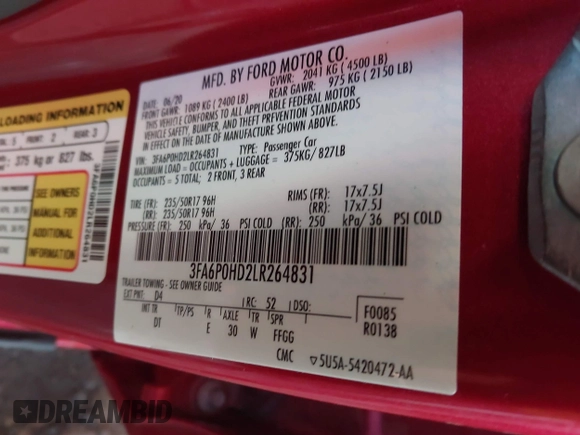 MFD. BY FORD MOTOR CO.
DATE: 06/20 GVWR: 2041 KG (4500 LB)
FRONT GAWR: 1089 KG (2400 LB) REAR GAWR: 975 KG (2150 LB)
THIS VEHICLE CONFORMS TO ALL APPLICABLE FEDERAL MOTOR
VEHICLE SAFETY, BUMPER, AND THEFT PREVENTION STANDARDS
IN EFFECT ON THE DATE OF MANUFACTURE SHOWN ABOVE.
VIN: 3FA6P0HD2LR264831 TYPE: Passenger Car
MAXIMUM LOAD = OCCUPANTS + LUGGAGE = 375KG/827LB
OCCUPANTS = 5 TOTAL; 2 FRONT, 3 REAR
TIRE (FR): 235/50R17 96H RIMS (FR): 17x7.5J
(RR): 235/50R17 96H (RR): 17x7.5J
PRESSURE (FR): 250 kPa/ 36 PSI COLD (RR): 250 kPa/ 36 PSI COLD
3FA6P0HD2LR264831
TRAILER TOWING - SEE OWNER GUIDE
EXT PNT: D4 RC: 52 DSO: F0085
INT TR TP/PS R AXLE TR SPR R0138
DT E 30 W FFGG
CMC 5U5A-5420472-AA
LOADING INFORMATION
5 FRONT: 2 REAR: 3
375 kg or 827 lbs.
SEE OWNERS
MANUAL FOR
ADDITIONAL
INFORMATION
3FA6P0HD2LR264831
DREAMBID